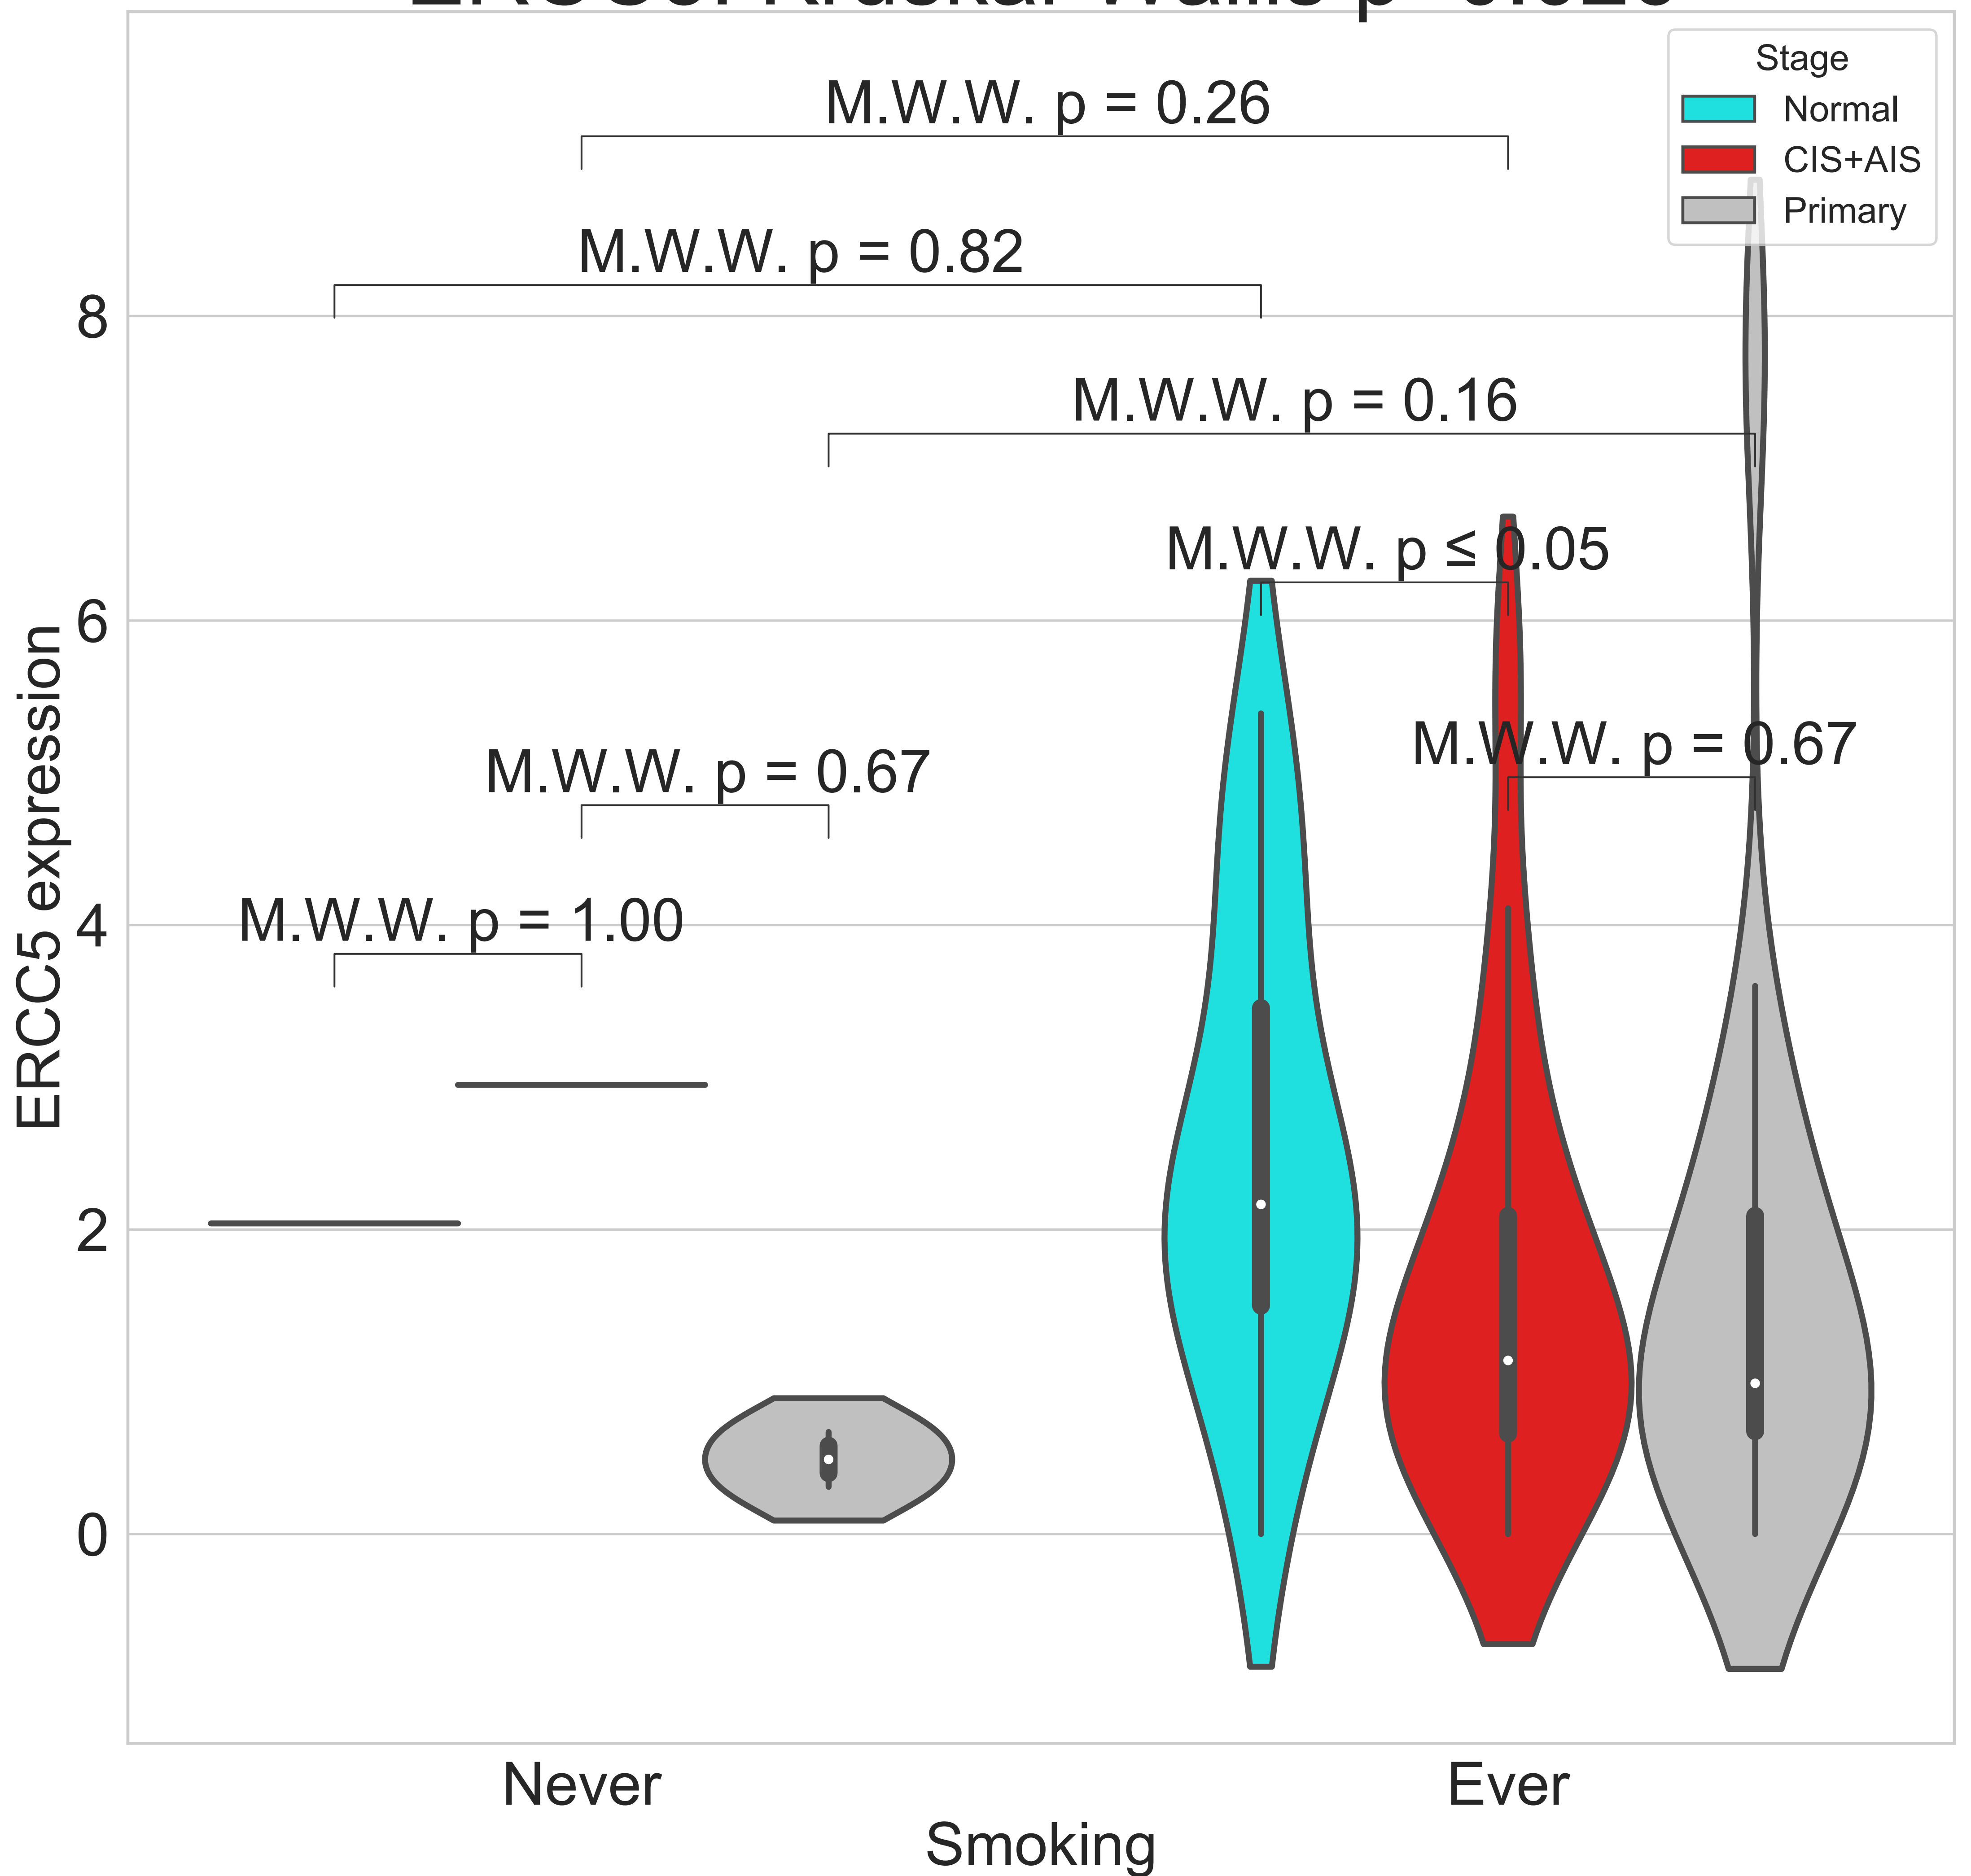 Stage
Normal
CIS+AIS
Primary
M.W.W. p = 0.26
M.W.W. p = 0.82
M.W.W. p = 0.16
M.W.W. p ≤ 0.05
M.W.W. p = 0.67
M.W.W. p = 0.67
M.W.W. p = 1.00
ERCC5 expression
8
6
4
2
0
Never
Ever
Smoking